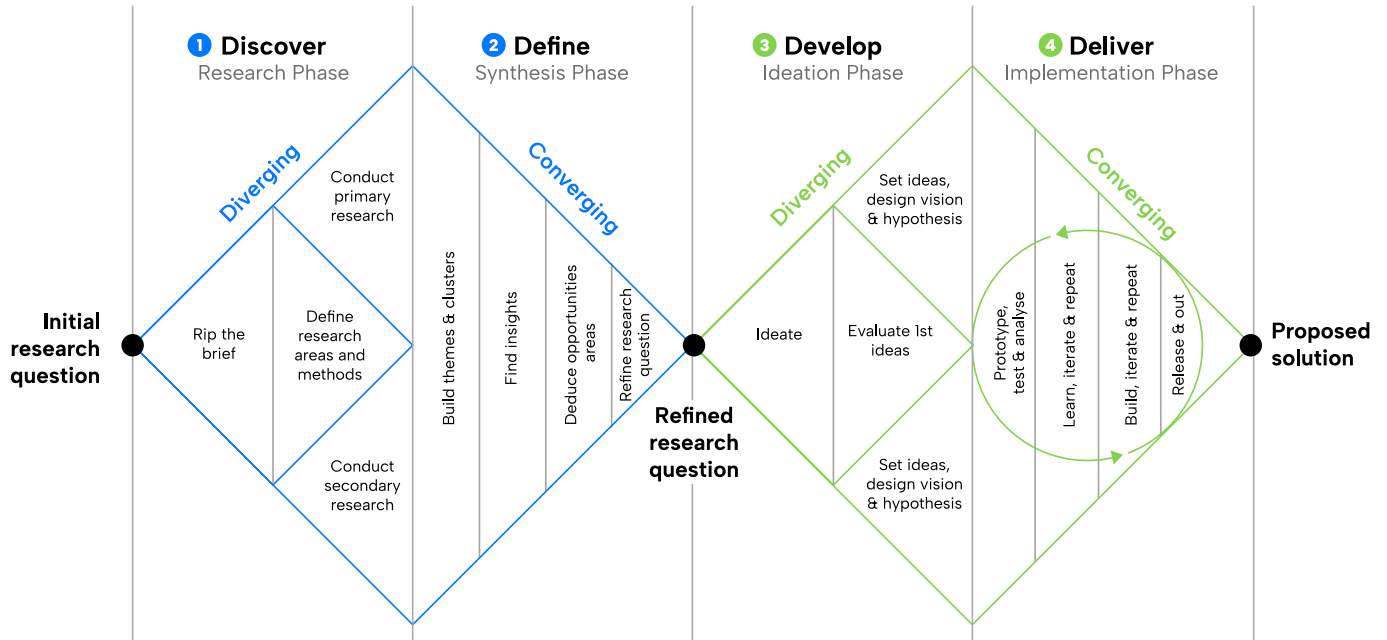 1 Discover
Research Phase
2 Define
Synthesis Phase
3 Develop
Ideation Phase
4 Deliver
Implementation Phase
Initial
research
question
Diverging
Rip the
brief
Define
research
areas and
methods
Conduct
primary
research
Conduct
secondary
research
Converging
Build themes & clusters
Find insights
Deduce opportunities
areas
Refine research
question
Refined
research
question
Diverging
Ideate
Evaluate 1st
ideas
Set ideas,
design vision
& hypothesis
Set ideas,
design vision
& hypothesis
Converging
Prototype,
test & analyse
Learn, iterate & repeat
Build, iterate & repeat
Release & out
Proposed
solution